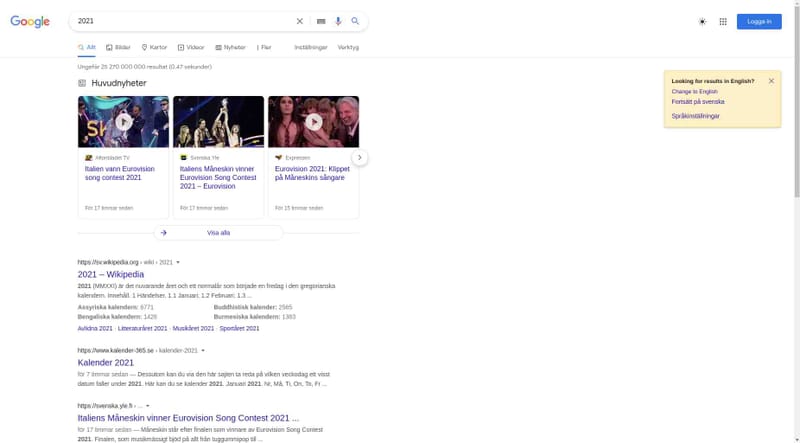 Google
2021
Logga in
Allt
Bilder
Kartor
Videor
Nyheter
Fler
Inställningar
Verktyg
Ungefär 25 270 000 000 resultat (0,47 sekunder)
Looking for results in English?
Change to English
Fortsätt på svenska
Språkinställningar
Huvudnyheter
Aftonbladet TV
Italien vann Eurovision
song contest 2021
För 17 timmar sedan
Svenska Yle
Italiens Måneskin vinner
Eurovision Song Contest
2021 – Eurovision
För 17 timmar sedan
Expressen
Eurovision 2021: Klippet
på Måneskins sångare
För 15 timmar sedan
Visa alla
https://sv.wikipedia.org › wiki › 2021
2021 – Wikipedia
2021 (MMXXI) är det nuvarande året och ett normalår som började en fredag i den gregorianska
kalendern. Innehåll. 1 Händelser. 1.1 Januari; 1.2 Februari; 1.3 ...
Assyriska kalendern: 6771
Buddhistisk kalender: 2565
Bengaliska kalendern: 1428
Burmesiska kalendern: 1383
Avlidna 2021 · Litteraturåret 2021 · Musikåret 2021 · Sportåret 2021
https://www.kalender-365.se › kalender-2021
Kalender 2021
för 7 timmar sedan — Dessutom kan du via den här sajten ta reda på vilken veckodag ett visst
datum faller under 2021. Här kan du se kalender 2021. Januari 2021. Nr, Må, Ti, On, To, Fr ...
https://svenska.yle.fi › ...
Italiens Måneskin vinner Eurovision Song Contest 2021 ...
för 17 timmar sedan — Måneskin står efter finalen som vinnare av Eurovision Song Contest
2021. Finalen, som musikmässigt bjöd på allt från tuggummipop till ...